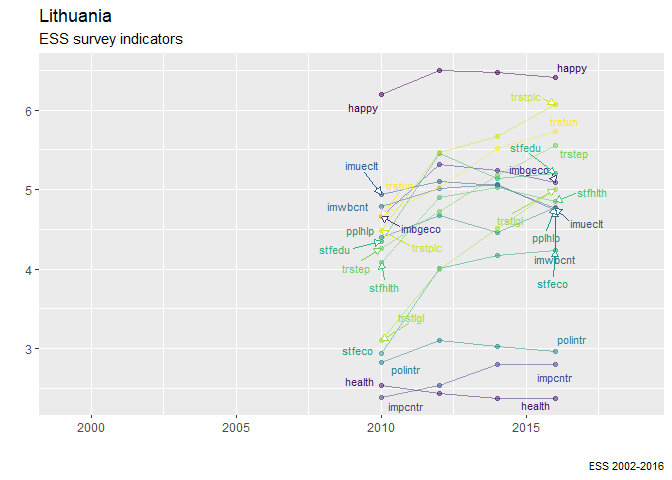 Lithuania
ESS survey indicators
happy
happy
trstplc
6
trstun
stfedu
trstep
imueclt
imbgeco
trstun
5
stfhlth
imwbcnt
trstlgl
imueclt
pplhlp
imbgeco
pplhlp
stfedu
trstplc
imwbcnt
trstep
4
stfeco
stfhlth
trstlgl
polintr
stfeco
3
polintr
health
impcntr
impcntr
health
2000
2005
2010
2015
ESS 2002-2016